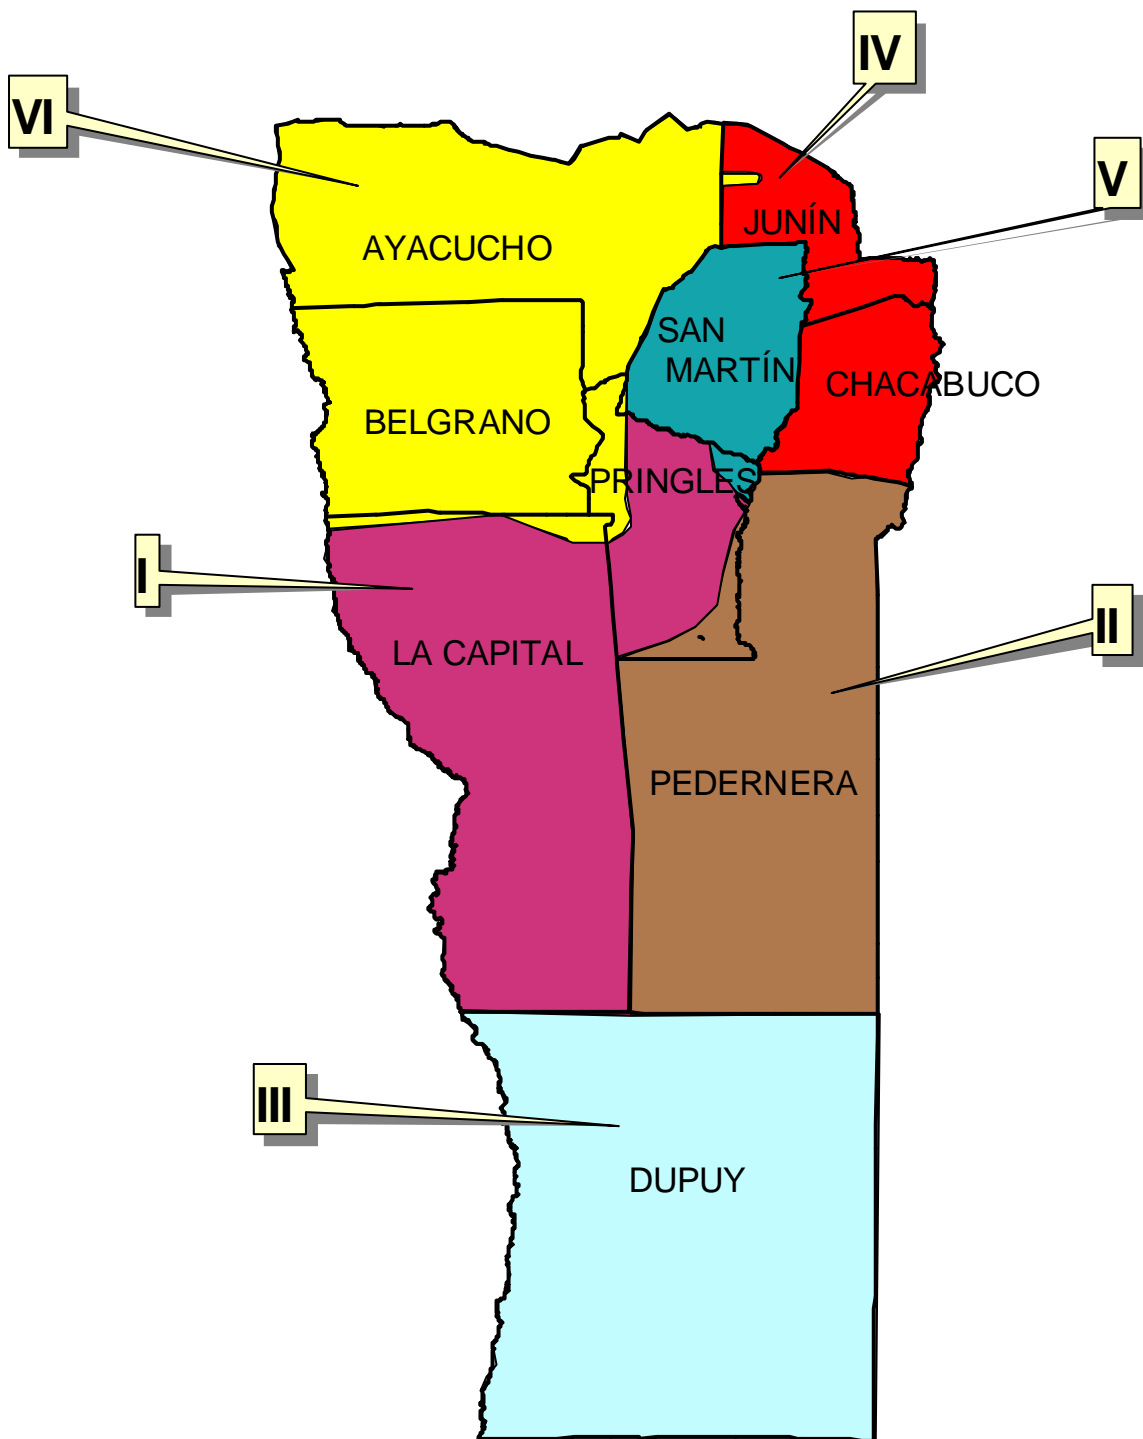 IV
VI
V
JUNÍN
AYACUCHO
SAN
MARTÍN
CHACABUCO
BELGRANO
PRINGLES
I
II
LA CAPITAL
PEDERNERA
III
DUPUY